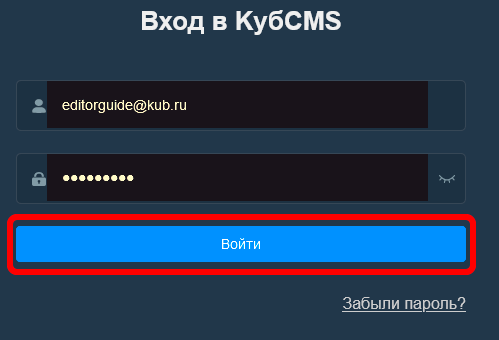 Вход в КубCMS
editorguide@kub.ru
•••••••••
Войти
Забыли пароль?